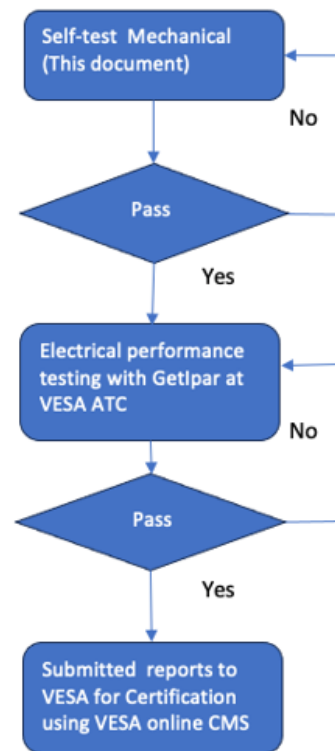 Self-test Mechanical
(This document)
No
Pass
Yes
Electrical performance
testing with GetIpar at
VESA ATC
No
Pass
Yes
Submitted reports to
VESA for Certification
using VESA online CMS